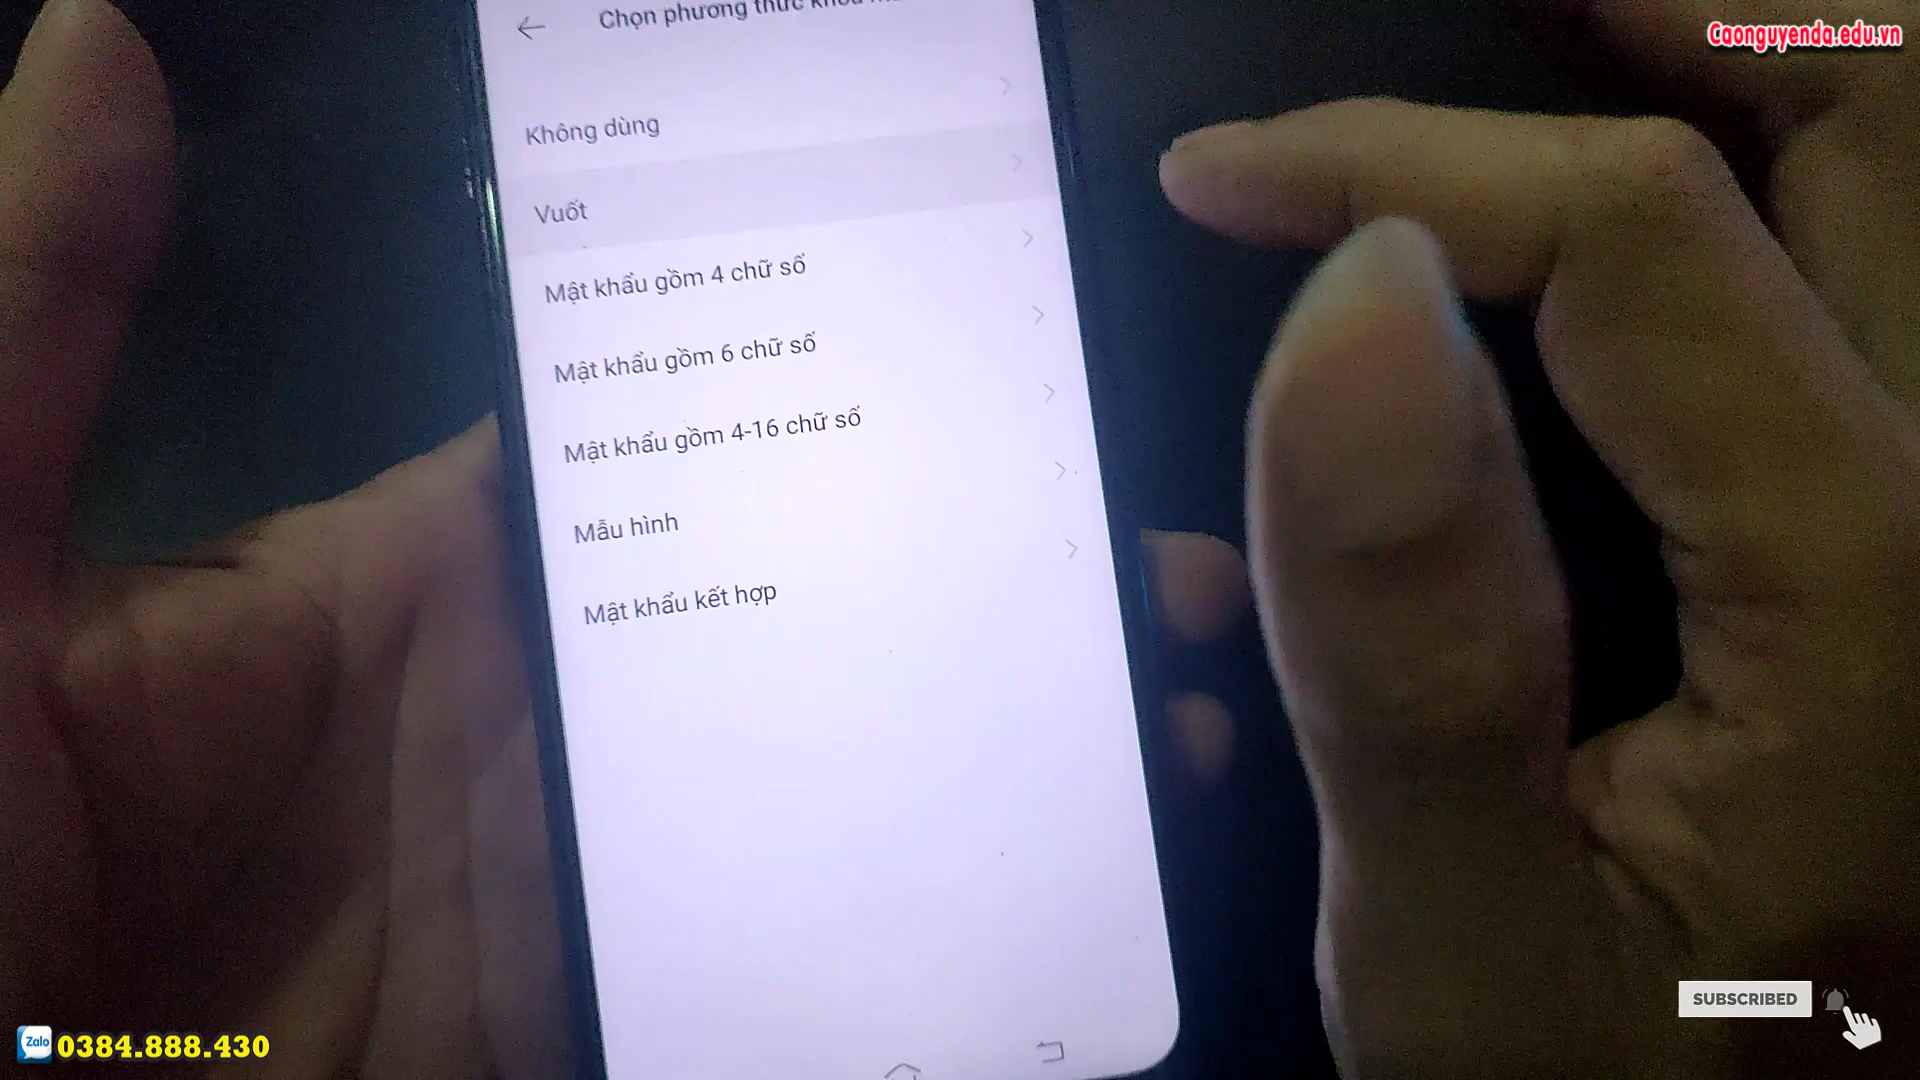 Chọn phương thức
Caonguyenda.edu.vn
Không dùng
Vuốt
Mật khẩu gồm 4 chữ số
Mật khẩu gồm 6 chữ số
Mật khẩu gồm 4-16 chữ số
Mẫu hình
Mật khẩu kết hợp
SUBSCRIBED
Zalo 0384.888.430